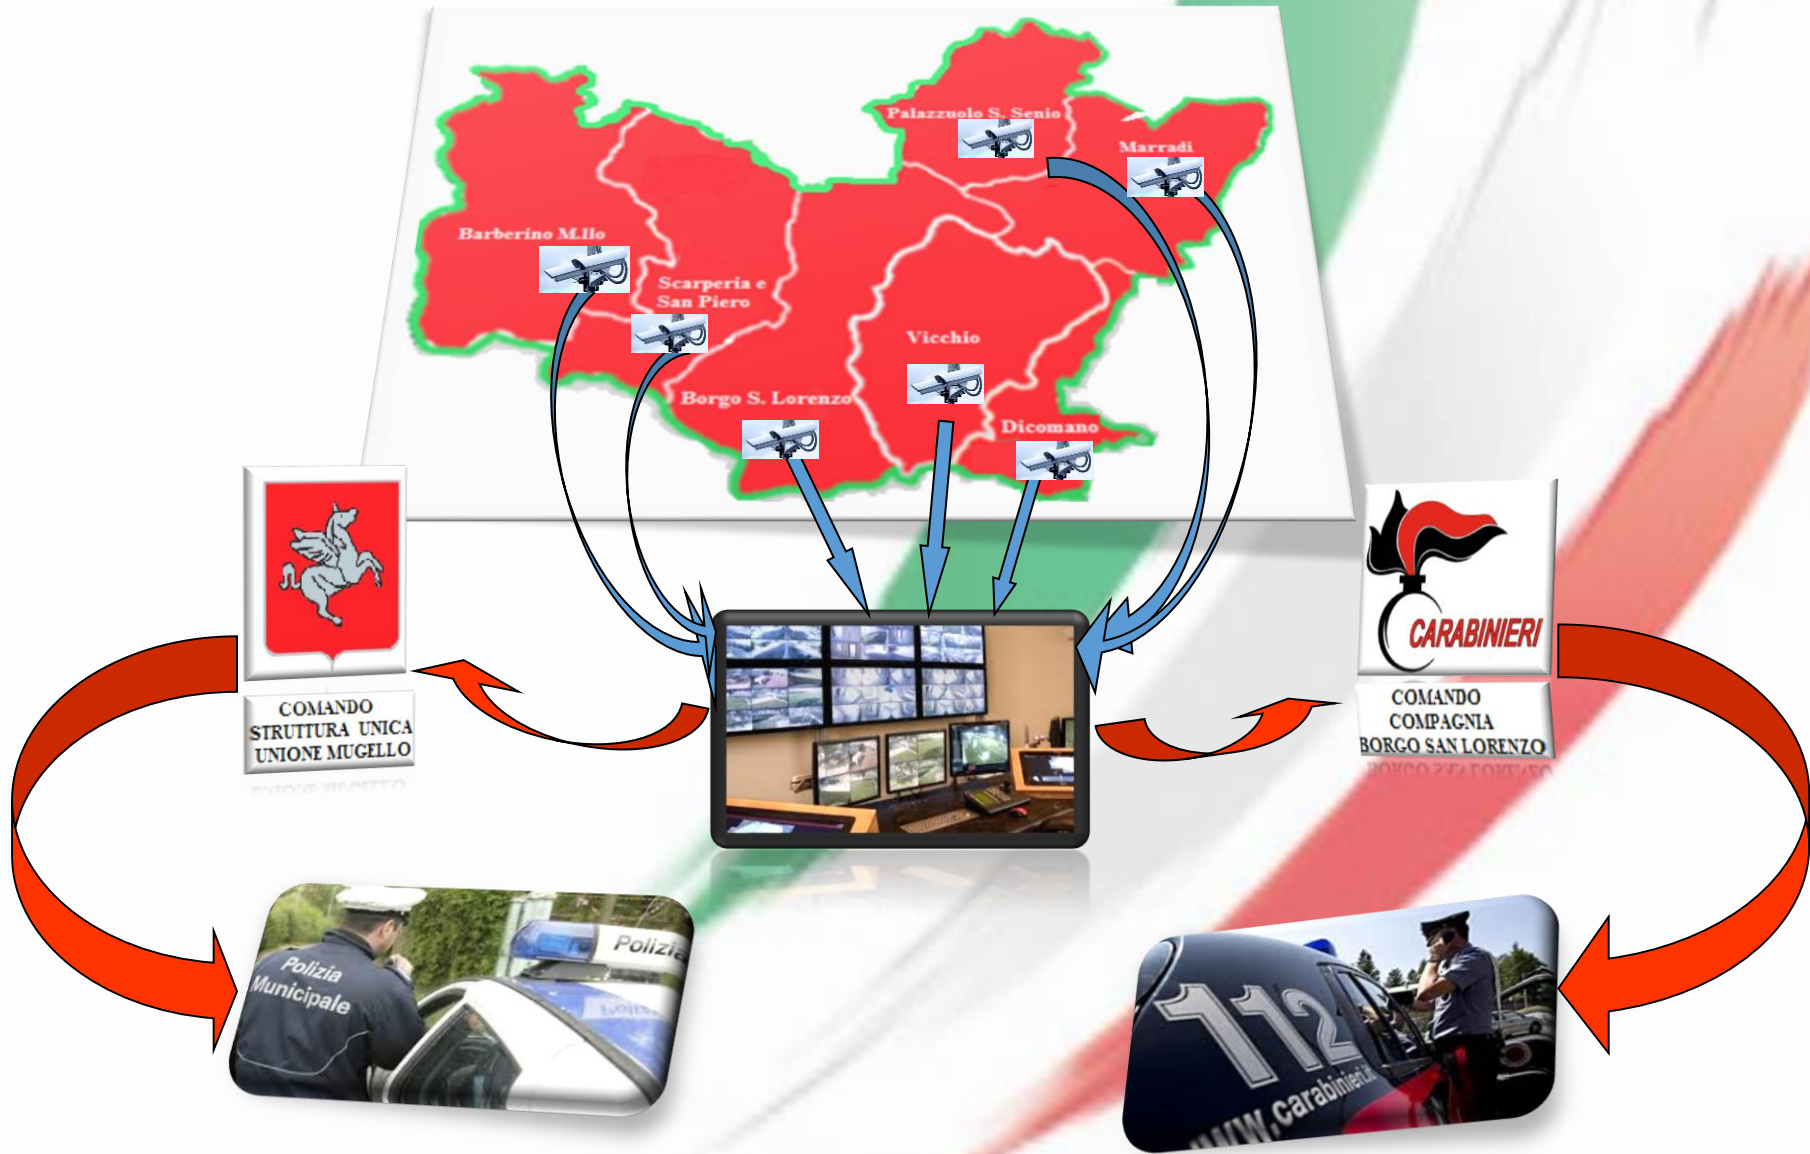 Palazzuolo S. Senio
Marradi
Barberino M.llo
Scarperia e
San Piero
Vicchio
Borgo S. Lorenzo
Dicomano
CARABINIERI
COMANDO
STRUTTURA UNICA
UNIONE MUGELLO
COMANDO
COMPAGNIA
BORGO SAN LORENZO
Polizia
Municipale
Polizia
112
www.carabinieri.it